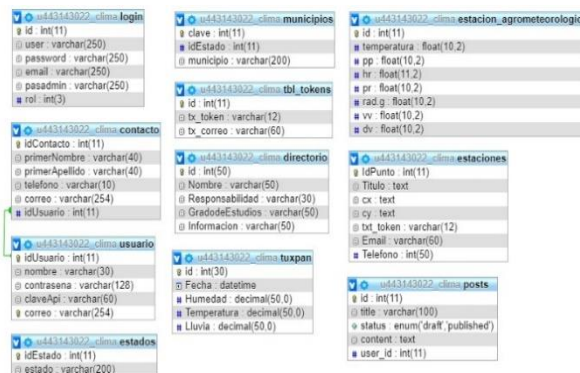 u443143022_clima login
id : int(11)
user : varchar(250)
pasword : varchar(250)
email : varchar(250)
pasadmin : varchar(250)
rol : int(3)
u443143022_clima contacto
idContacto : int(11)
primerNombre : varchar(40)
primerApellido : varchar(40)
telefono : varchar(10)
correo : varchar(254)
idUsuario : int(11)
u443143022_clima usuario
idUsuario : int(11)
nombre : varchar(30)
contrasena : varchar(128)
claveApi : varchar(60)
correo : varchar(254)
u443143022_clima estados
idEstado : int(11)
estado : varchar(200)
u443143022_clima municipios
clave : int(11)
idEstado : int(11)
municipio : varchar(200)
u443143022_clima tbl_tokens
id : int(11)
tx_token : varchar(12)
tx_correo : varchar(60)
u443143022_clima directorio
id : int(50)
Nombre : varchar(50)
Responsabilidad : varchar(30)
GradodeEstudios : varchar(50)
Informacion : varchar(50)
u443143022_clima tuxpan
id : int(30)
Fecha : datetime
Humedad : decimal(50,0)
Temperatura : decimal(50,0)
Lluvia : decimal(50,0)
u443143022_clima estacion_agrometeorologic
id : int(11)
temperatura : float(10,2)
pp : float(10,2)
hr : float(11,2)
pr : float(10,2)
rad.g : float(10,2)
vv : float(10,2)
dv : float(10,2)
u443143022_clima estaciones
IdPunto : int(11)
Titulo : text
cx : text
cy : text
txt_token : varchar(12)
Email : varchar(60)
Telefono : int(50)
u443143022_clima posts
id : int(11)
title : varchar(100)
status : enum('draft','published')
content : text
user_id : int(11)